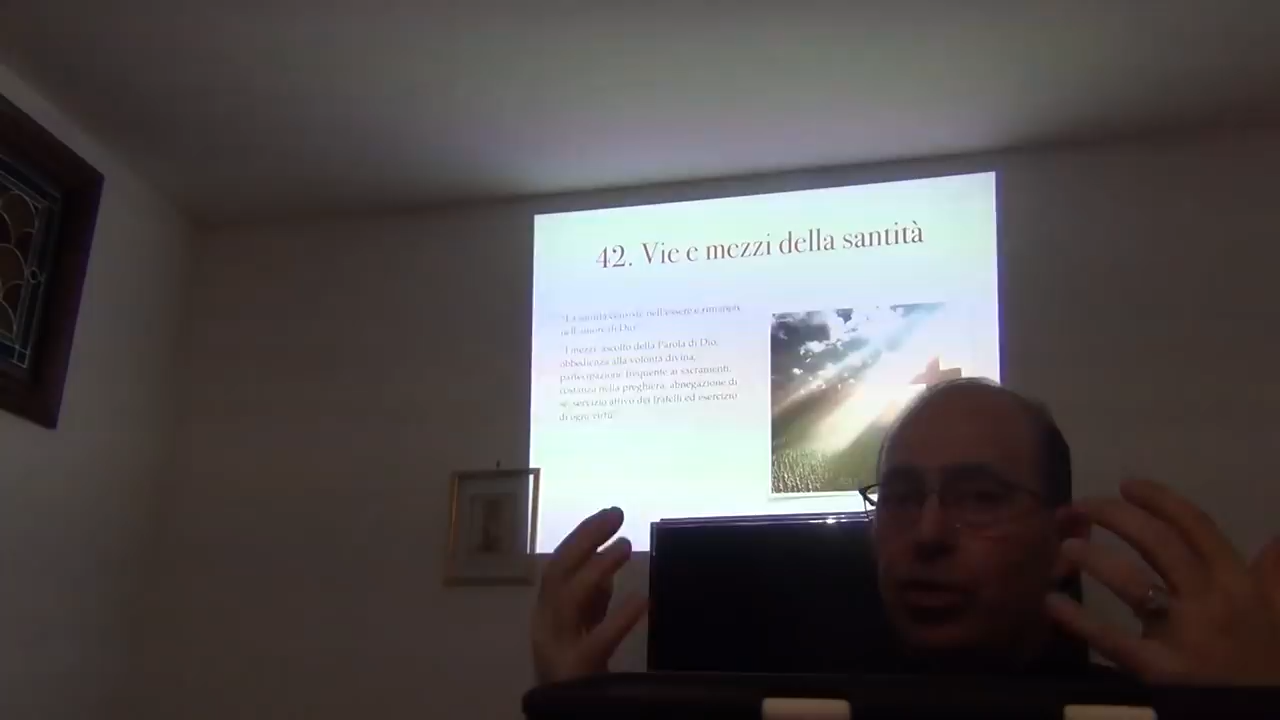 42. Vie e mezzi della santità
La santità consiste nell'essere e rimanere
nell'amore di Dio
I mezzi: ascolto della Parola di Dio,
obbedienza alla volontà divina,
partecipazione frequente ai sacramenti,
costanza nella preghiera, abnegazione di
sé, servizio attivo dei fratelli ed esercizio
di ogni virtù